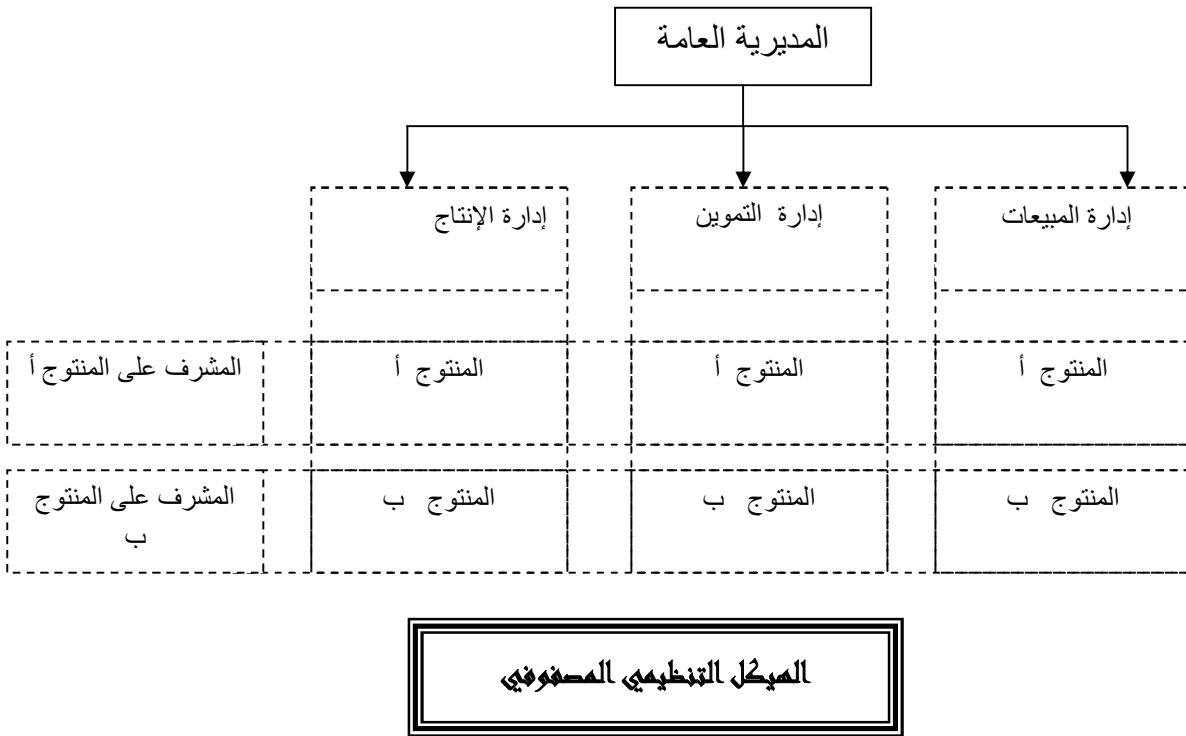 المديرية العامة
إدارة المبيعات
إدارة التموين
إدارة الإنتاج
المنتوج أ
المنتوج أ
المنتوج أ
المشرف على المنتوج أ
المنتوج ب
المنتوج ب
المنتوج ب
المشرف على المنتوج
ب
الهيكل التنظيمي المصفوفي